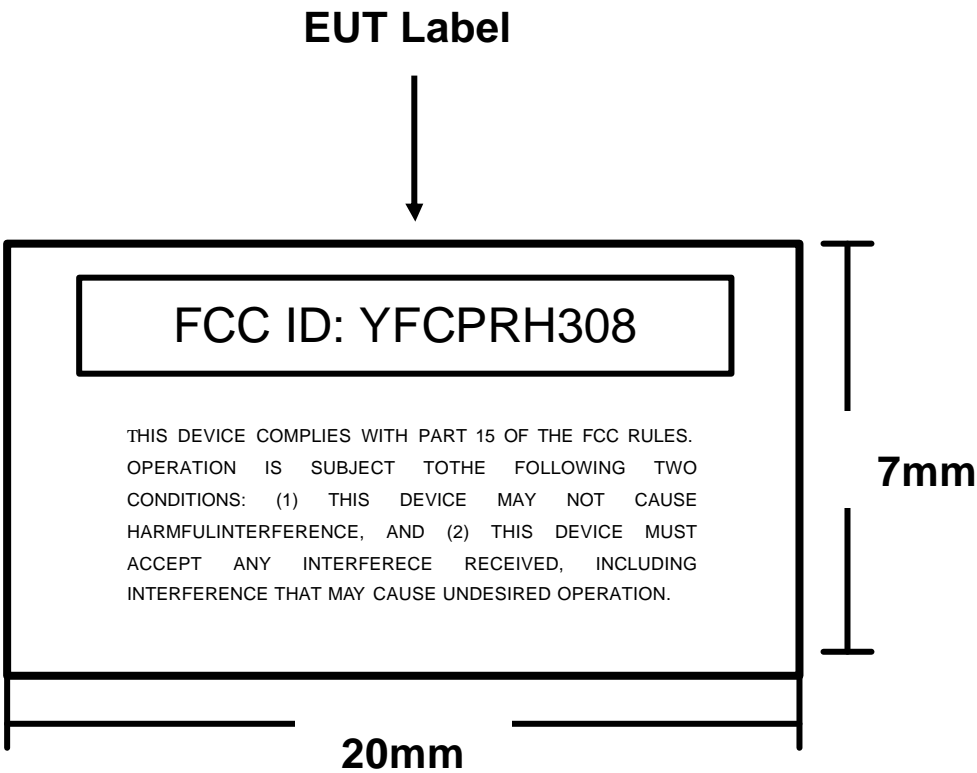 EUT Label
FCC ID: YFCPRH308
THIS DEVICE COMPLIES WITH PART 15 OF THE FCC RULES.
OPERATION IS SUBJECT TOTHE FOLLOWING TWO
CONDITIONS: (1) THIS DEVICE MAY NOT CAUSE
HARMFULINTERFERENCE, AND (2) THIS DEVICE MUST
ACCEPT ANY INTERFERECE RECEIVED, INCLUDING
INTERFERENCE THAT MAY CAUSE UNDESIRED OPERATION.
7mm
20mm